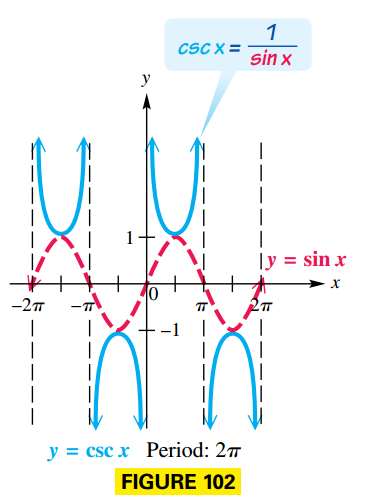 csc x = 1/sin x
y
1
y = sin x
x
−2π −π 0 π 2π
−1
y = csc x Period: 2π
FIGURE 102